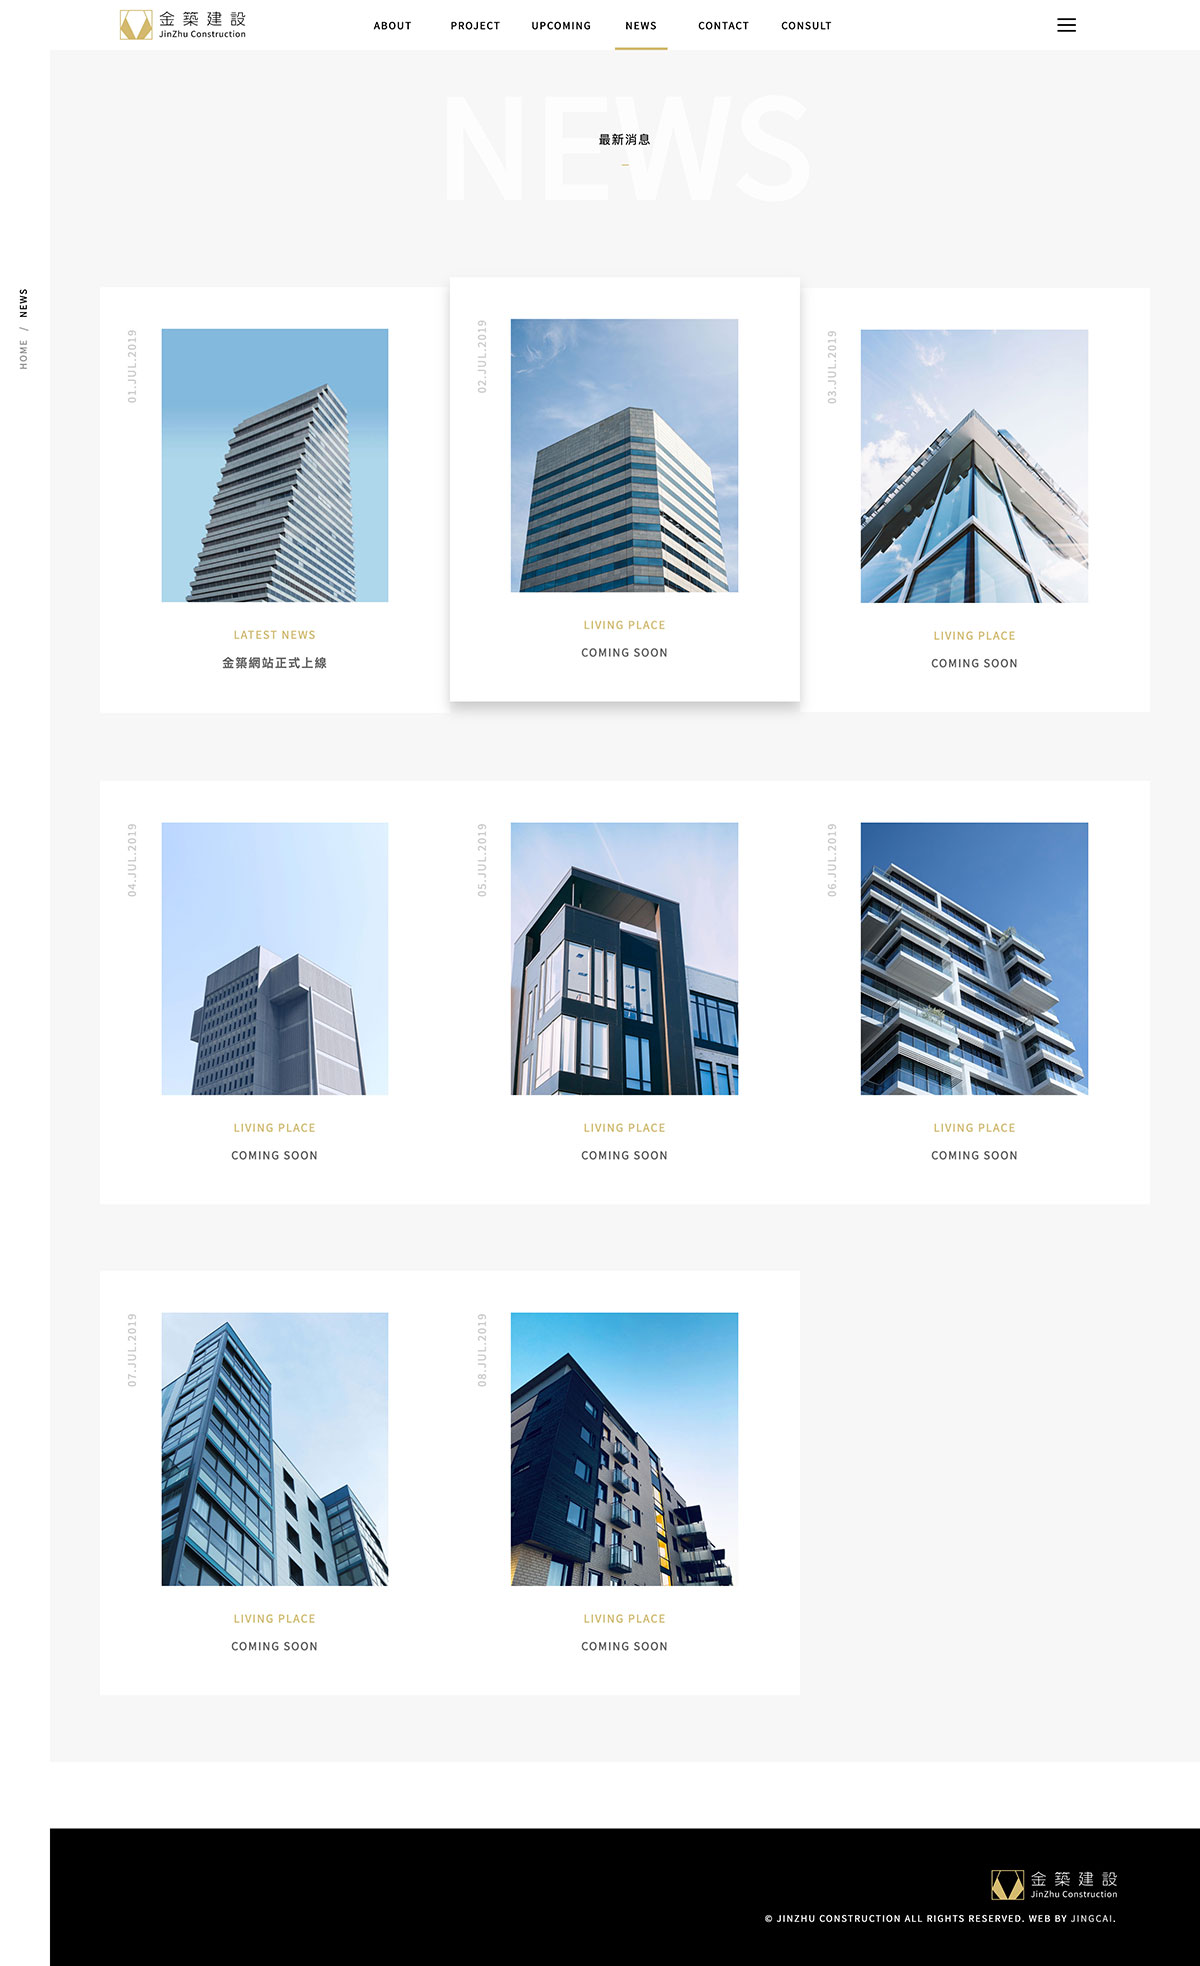 金築建設
JinZhu Construction
ABOUT
PROJECT
UPCOMING
NEWS
CONTACT
CONSULT
NEWS
最新消息
HOME / NEWS
01.JUL.2019
LATEST NEWS
金築網站正式上線
02.JUL.2019
LIVING PLACE
COMING SOON
03.JUL.2019
LIVING PLACE
COMING SOON
04.JUL.2019
LIVING PLACE
COMING SOON
05.JUL.2019
LIVING PLACE
COMING SOON
06.JUL.2019
LIVING PLACE
COMING SOON
07.JUL.2019
LIVING PLACE
COMING SOON
08.JUL.2019
LIVING PLACE
COMING SOON
金築建設
JinZhu Construction
© JINZHU CONSTRUCTION ALL RIGHTS RESERVED. WEB BY JINGCAI.